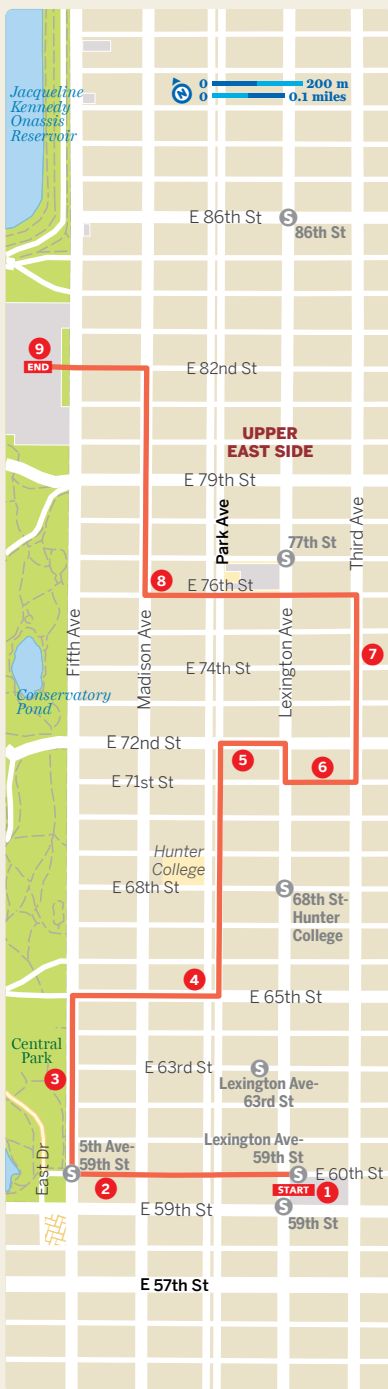 Jacqueline
Kennedy
Onassis
Reservoir
0 200 m
0 0.1 miles
E 86th St
S
86th St
9
END
E 82nd St
UPPER
EAST SIDE
E 79th St
Park Ave
Third Ave
77th St
S
8
E 76th St
Fifth Ave
Madison Ave
Lexington Ave
7
E 74th St
Conservatory
Pond
E 72nd St
5
6
E 71st St
Hunter
College
E 68th St
S
68th St-
Hunter
College
4
E 65th St
Central
Park
3
E 63rd St
S
Lexington Ave-
63rd St
East Dr
5th Ave-
59th St
S
2
Lexington Ave-
59th St
S
E 60th St
START
1
E 59th St
S
59th St
E 57th St